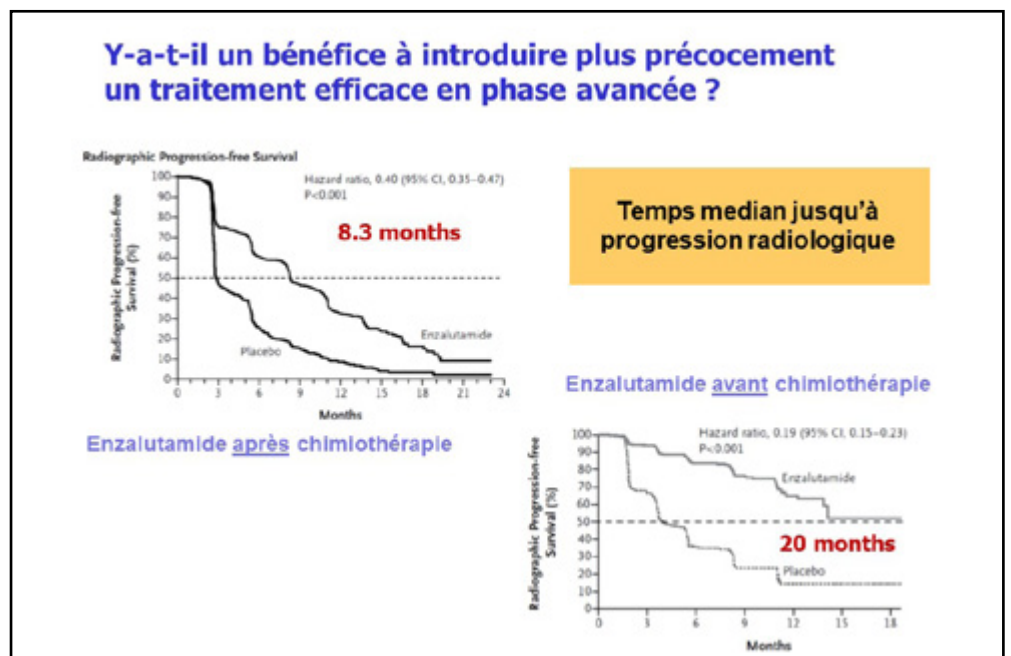 Y-a-t-il un bénéfice à introduire plus précocement
un traitement efficace en phase avancée ?
Radiographic Progression-free Survival
Hazard ratio, 0.40 (95% CI, 0.35–0.47)
P<0.001
8.3 months
Radiographic Progression-free
Survival (%)
100
90
80
70
60
50
40
30
20
10
0
Enzalutamide
Placebo
0 3 6 9 12 15 18 21 24
Months
Enzalutamide après chimiothérapie
Temps median jusqu'à
progression radiologique
Enzalutamide avant chimiothérapie
Hazard ratio, 0.19 (95% CI, 0.15–0.23)
P<0.001
Radiographic Progression-free
Survival (%)
100
90
80
70
60
50
40
30
20
10
0
Enzalutamide
20 months
Placebo
0 3 6 9 12 15 18
Months